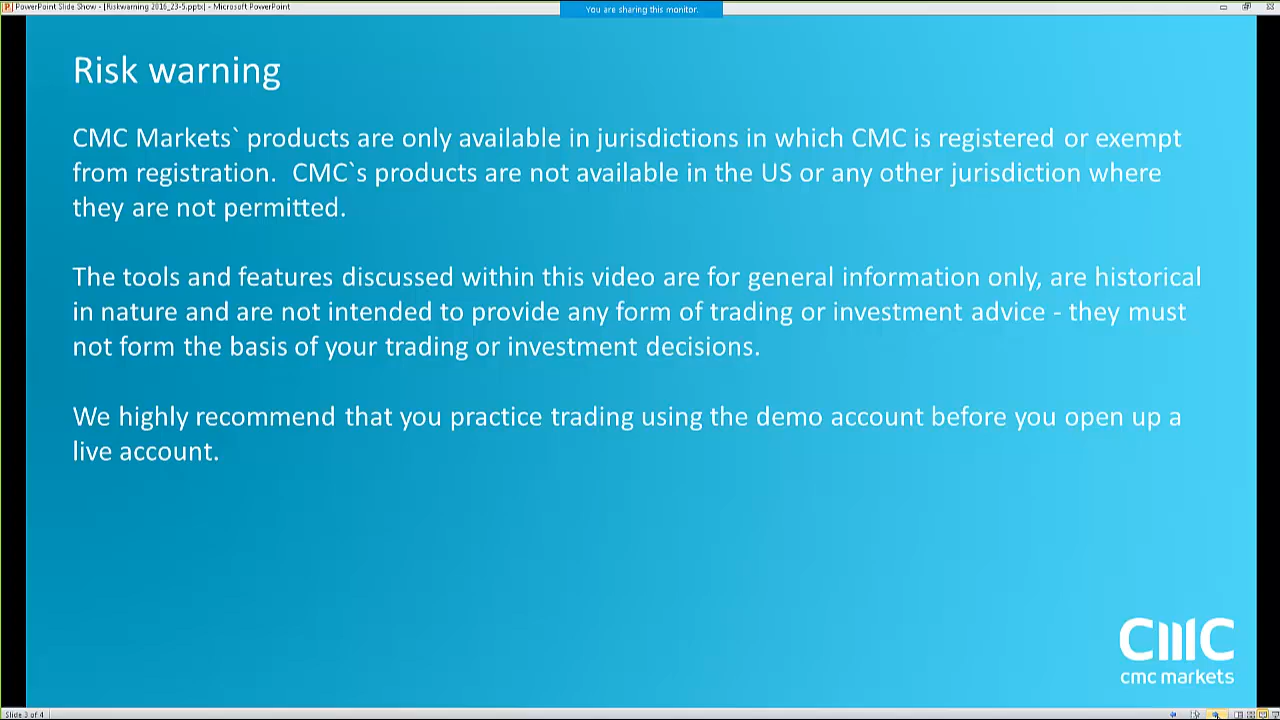 PowerPoint Slide Show - [Riskwarning 2016_23-5.pptx] - Microsoft PowerPoint
You are sharing this monitor.
Risk warning
CMC Markets` products are only available in jurisdictions in which CMC is registered or exempt
from registration.  CMC`s products are not available in the US or any other jurisdiction where
they are not permitted.
The tools and features discussed within this video are for general information only, are historical
in nature and are not intended to provide any form of trading or investment advice - they must
not form the basis of your trading or investment decisions.
We highly recommend that you practice trading using the demo account before you open up a
live account.
CMC
cmc markets
Slide 3 of 4